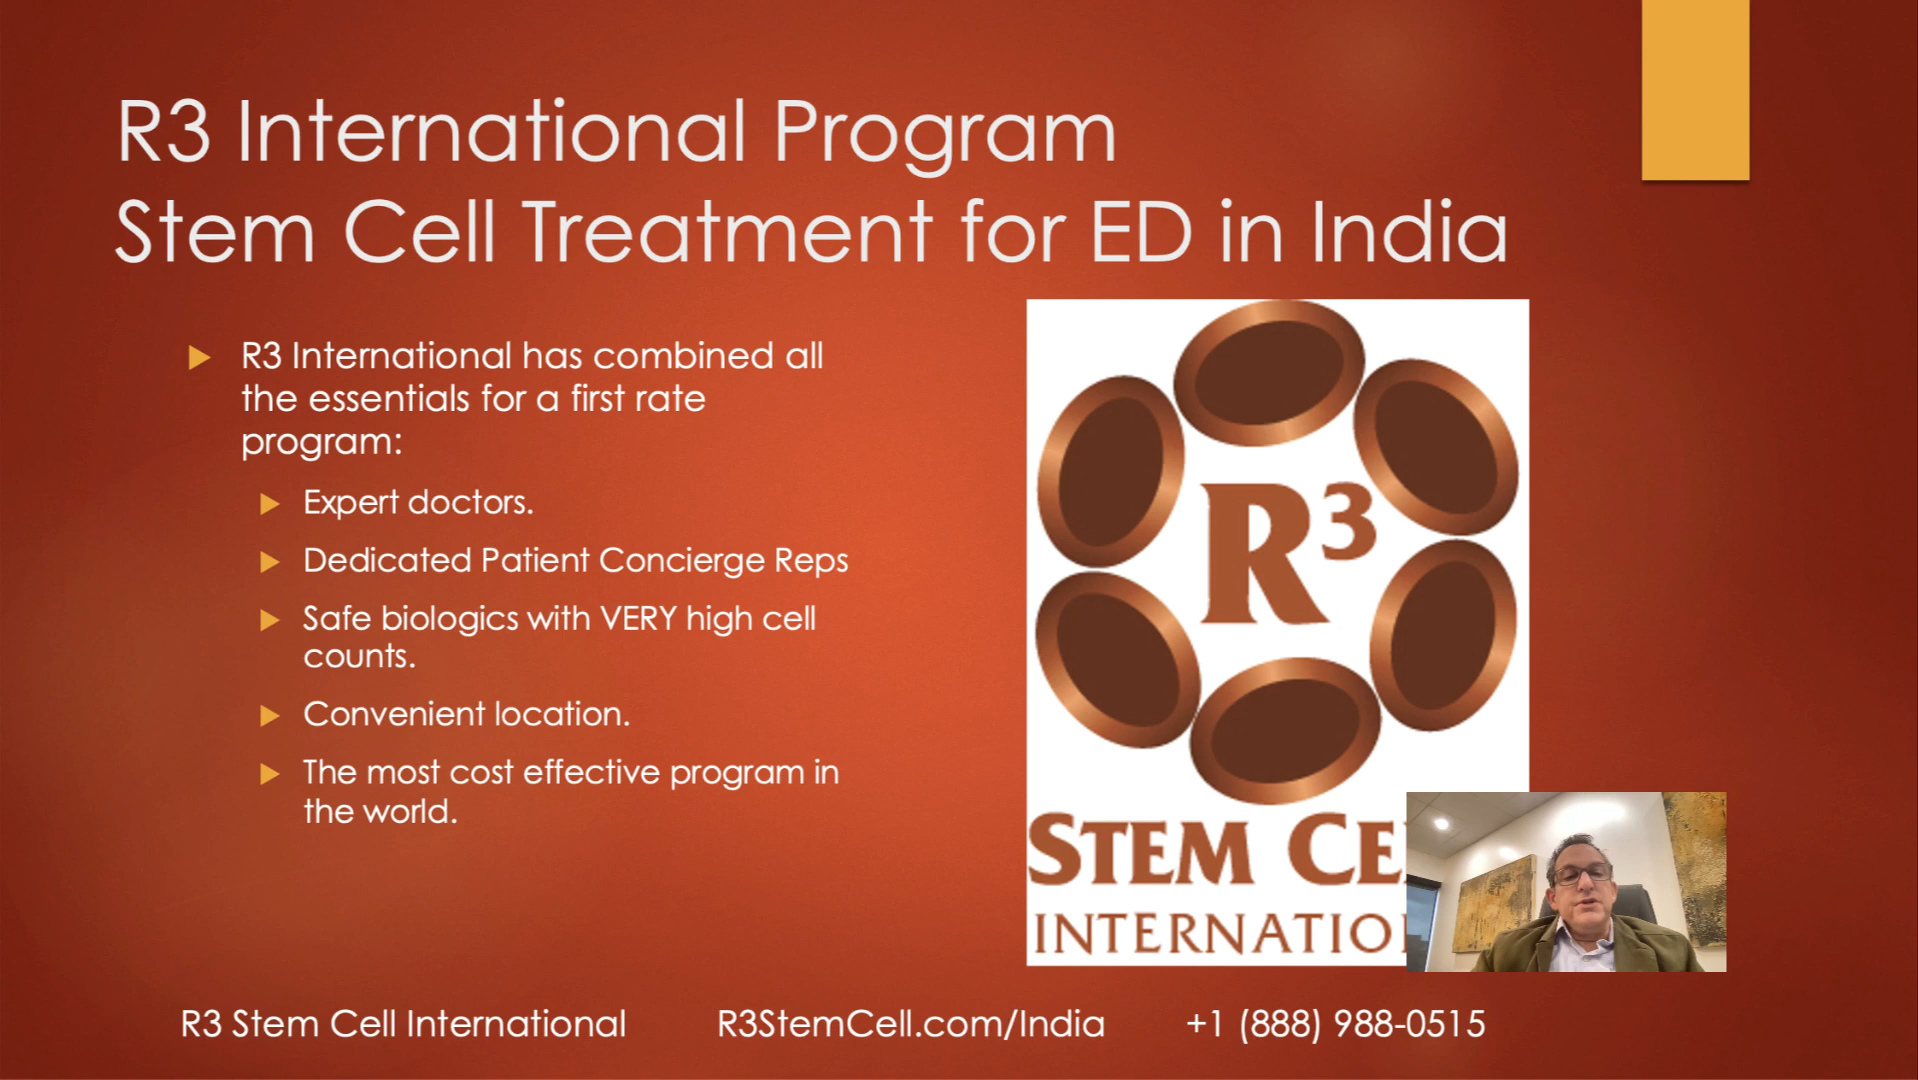 R3 International Program
Stem Cell Treatment for ED in India
R3 International has combined all
the essentials for a first rate
program:
Expert doctors.
Dedicated Patient Concierge Reps
Safe biologics with VERY high cell
counts.
Convenient location.
The most cost effective program in
the world.
R3
STEM CE
INTERNATIO
R3 Stem Cell International R3StemCell.com/India +1 (888) 988-0515